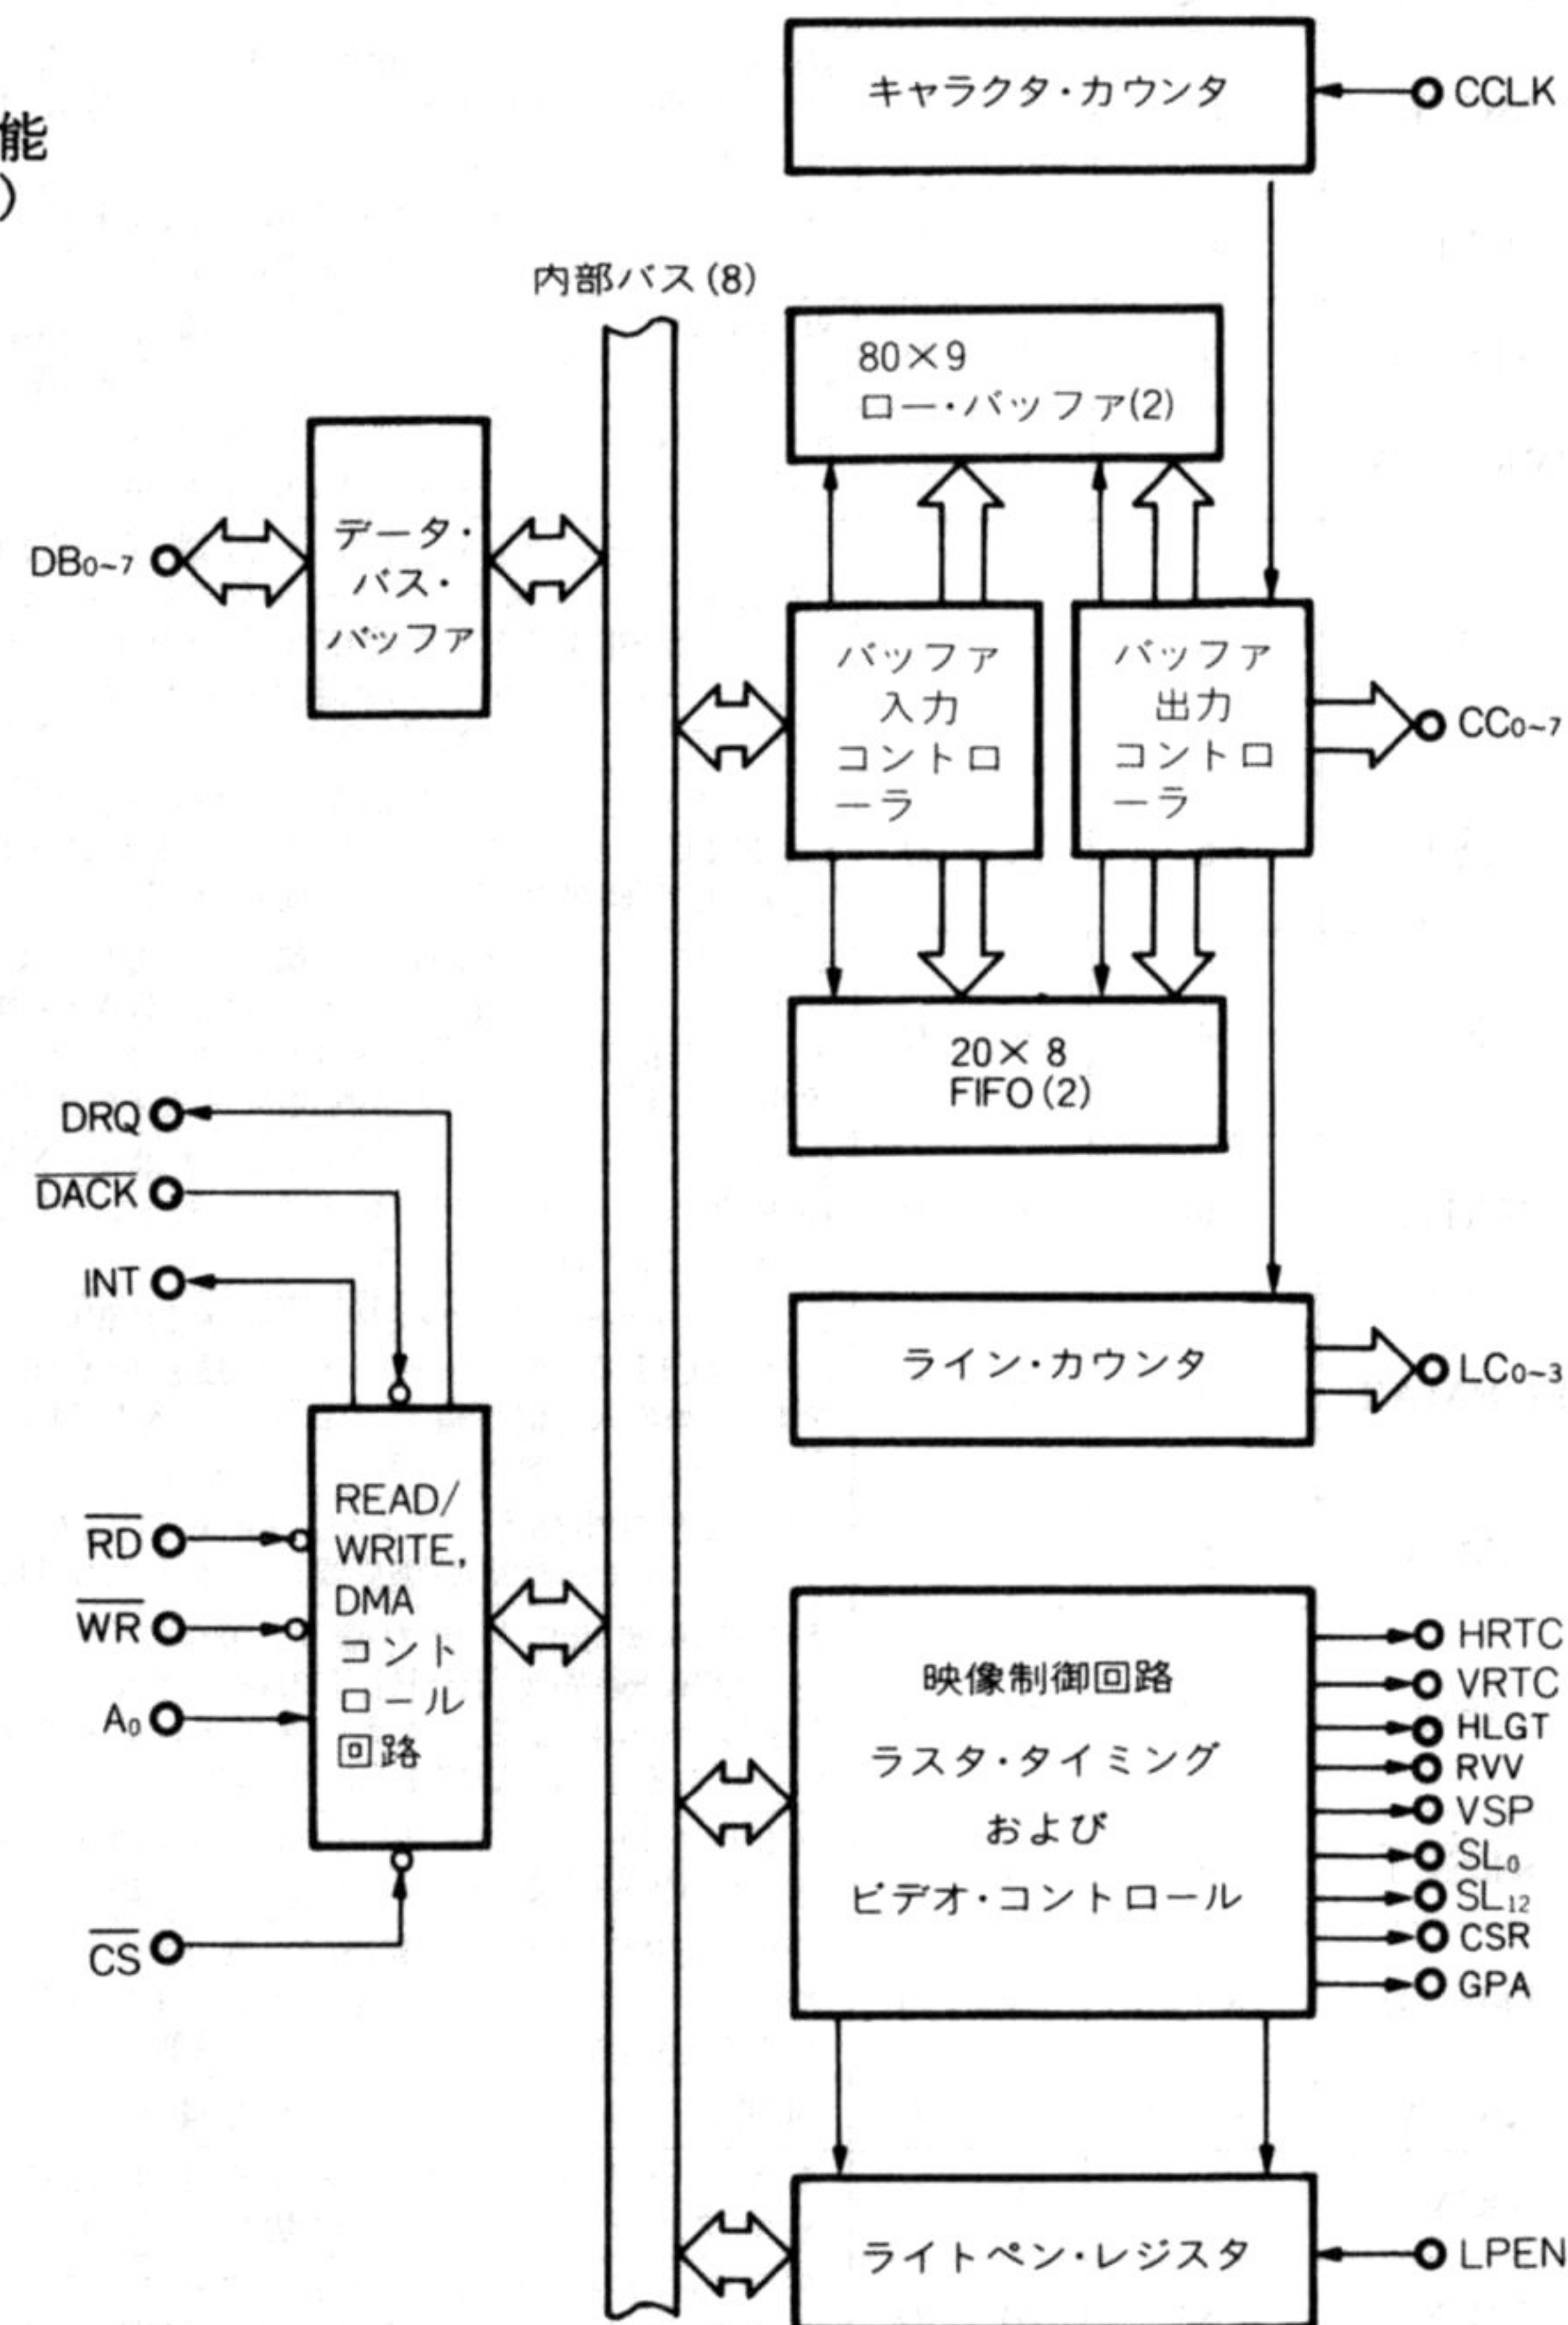 能
)
キャラクタ・カウンタ
CCLK
内部バス(8)
80×9
ロー・バッファ(2)
データ・
バス・
バッファ
DB0~7
バッファ
入力
コントロ
ーラ
バッファ
出力
コントロ
ーラ
CC0~7
20×8
FIFO(2)
DRQ
DACK
INT
ライン・カウンタ
LC0~3
READ/
WRITE,
DMA
コント
ロール
回路
RD
WR
A0
CS
映像制御回路
ラスタ・タイミング
および
ビデオ・コントロール
HRTC
VRTC
HLGT
RVV
VSP
SL0
SL12
CSR
GPA
ライトペン・レジスタ
LPEN